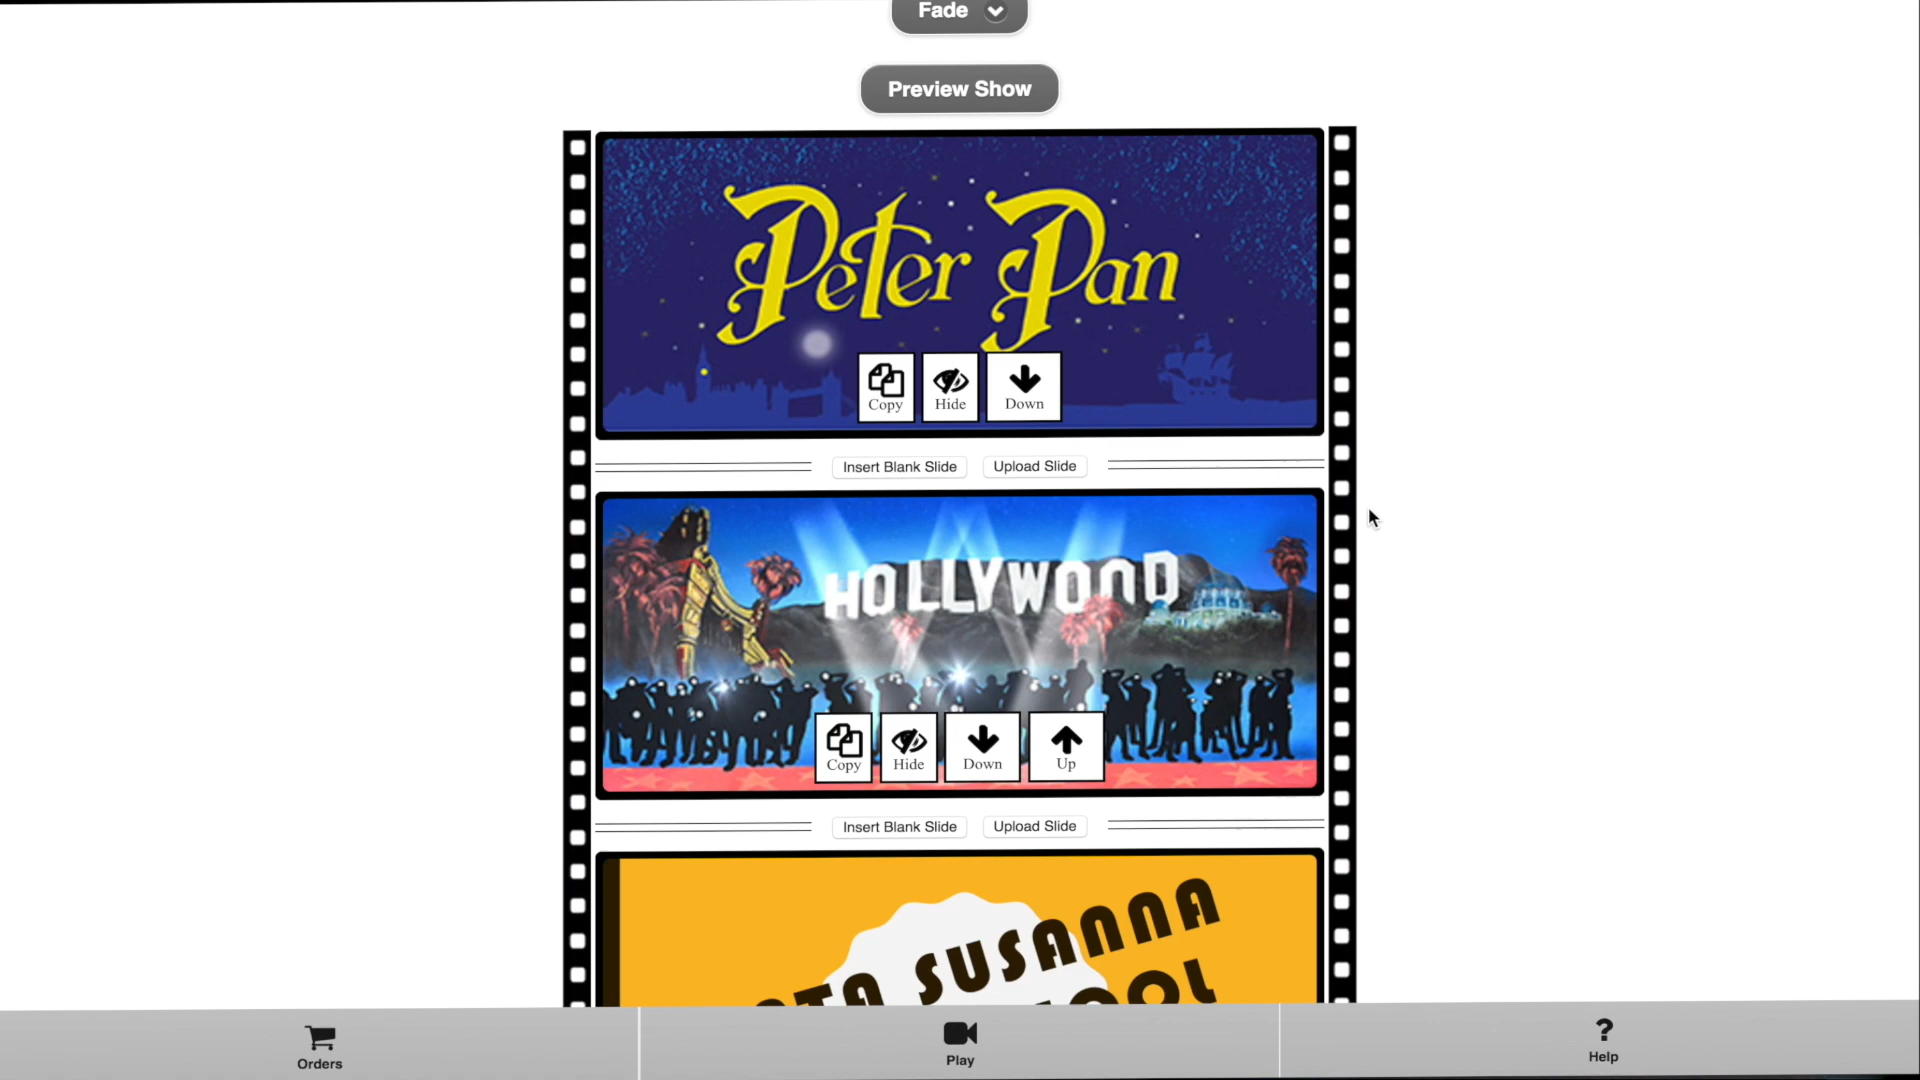 Fade
Preview Show
Peter Pan
Copy
Hide
Down
Insert Blank Slide
Upload Slide
HOLLYWOOD
Copy
Hide
Down
Up
Insert Blank Slide
Upload Slide
SUSANNA
Orders
Play
Help